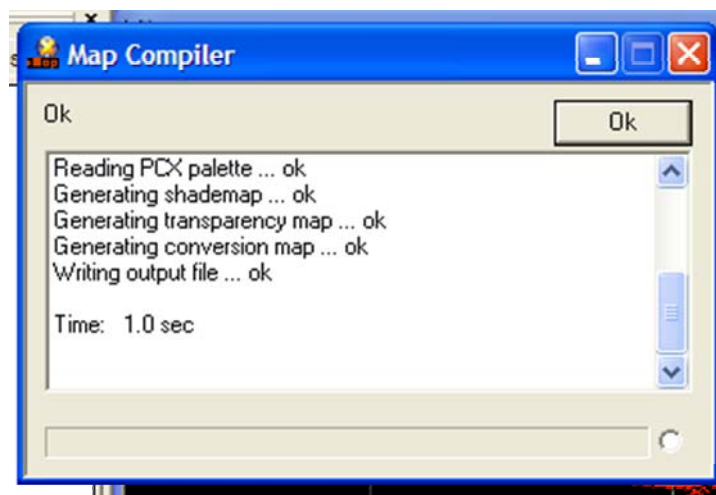 Map Compiler
Ok
Ok
Reading PCX palette ... ok
Generating shademap ... ok
Generating transparency map ... ok
Generating conversion map ... ok
Writing output file ... ok
Time: 1.0 sec